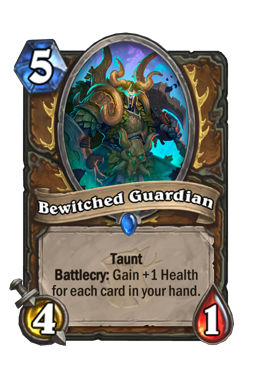 5
Bewitched Guardian
Taunt
Battlecry: Gain +1 Health
for each card in your hand.
4
1